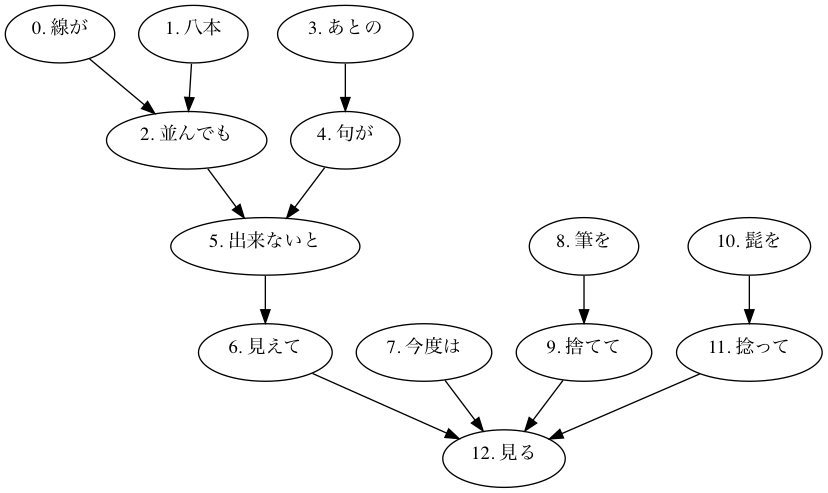 0. 線が
1. 八本
3. あとの
2. 並んでも
4. 句が
5. 出来ないと
8. 筆を
10. 髭を
6. 見えて
7. 今度は
9. 捨てて
11. 捻って
12. 見る